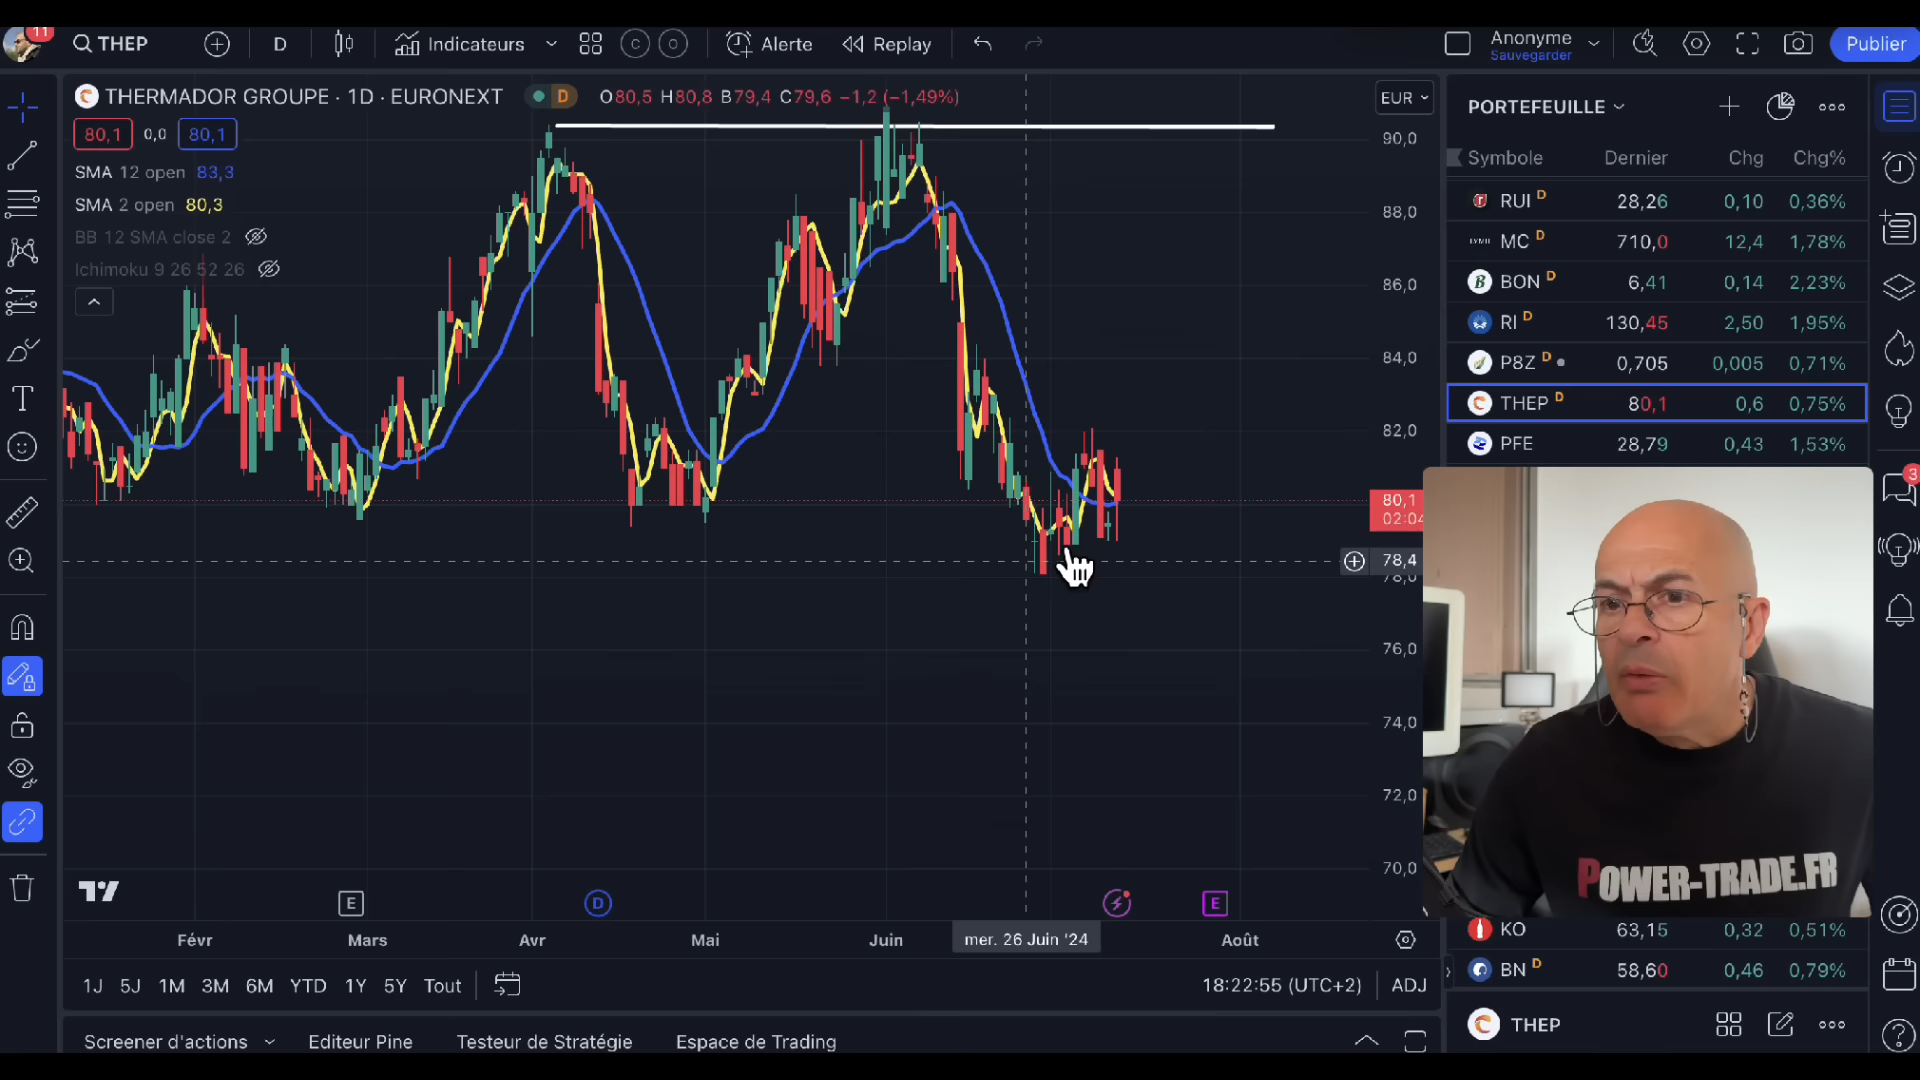 11
THEP
D
Indicateurs
C
O
Alerte
Replay
Anonyme
Sauvegarder
Publier
THERMADOR GROUPE · 1D · EURONEXT
D
O80,5 H80,8 B79,4 C79,6 −1,2 (−1,49%)
EUR
80,1 0,0 80,1
SMA 12 open 83,3
SMA 2 open 80,3
BB 12 SMA close 2
Ichimoku 9 26 52 26
90,0
88,0
86,0
84,0
82,0
80,1
02:04
78,4
78,0
76,0
74,0
72,0
70,0
E
D
E
Févr
Mars
Avr
Mai
Juin
mer. 26 Juin '24
Août
1J 5J 1M 3M 6M YTD 1Y 5Y Tout
18:22:55 (UTC+2)
ADJ
Screener d'actions
Editeur Pine
Testeur de Stratégie
Espace de Trading
PORTEFEUILLE
Symbole Dernier Chg Chg%
RUI D 28,26 0,10 0,36%
MC D 710,0 12,4 1,78%
B BON D 6,41 0,14 2,23%
RI D 130,45 2,50 1,95%
P8Z D 0,705 0,005 0,71%
THEP D 80,1 0,6 0,75%
PFE 28,79 0,43 1,53%
3
POWER-TRADE.FR
KO 63,15 0,32 0,51%
BN D 58,60 0,46 0,79%
THEP